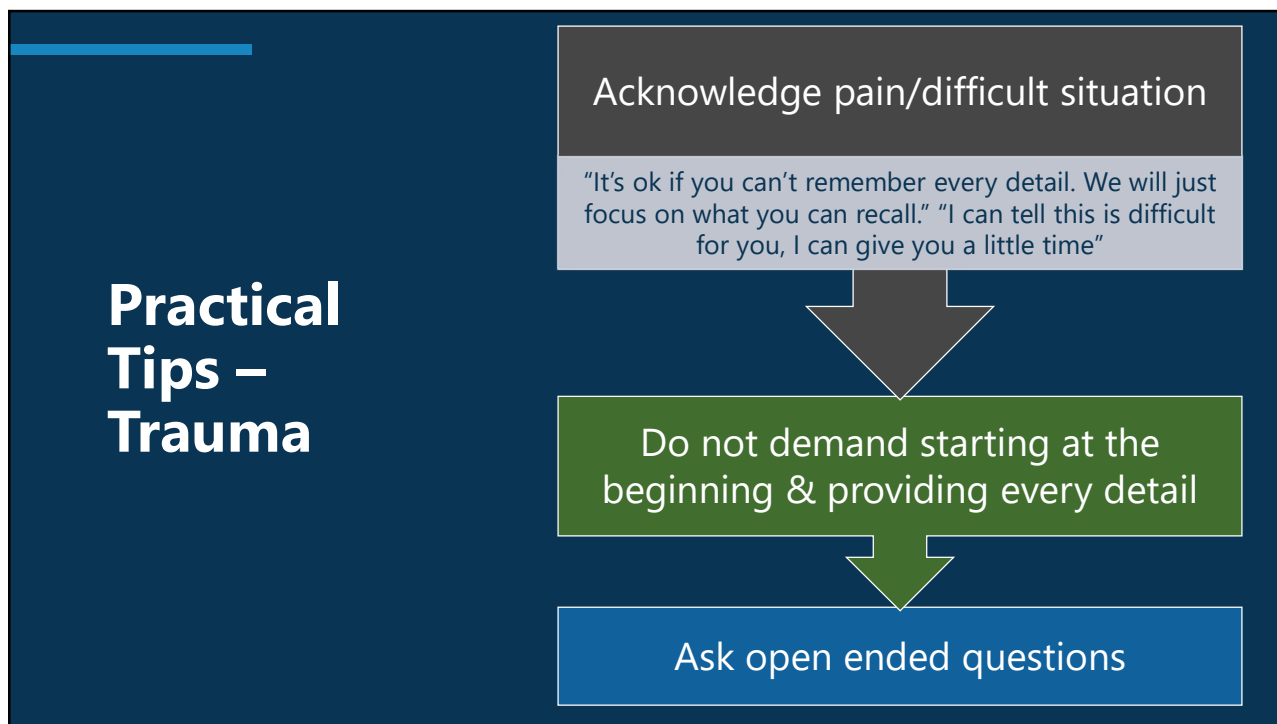 Practical
Tips –
Trauma
Acknowledge pain/difficult situation
“It’s ok if you can’t remember every detail. We will just
focus on what you can recall.” “I can tell this is difficult
for you, I can give you a little time”
Do not demand starting at the
beginning & providing every detail
Ask open ended questions